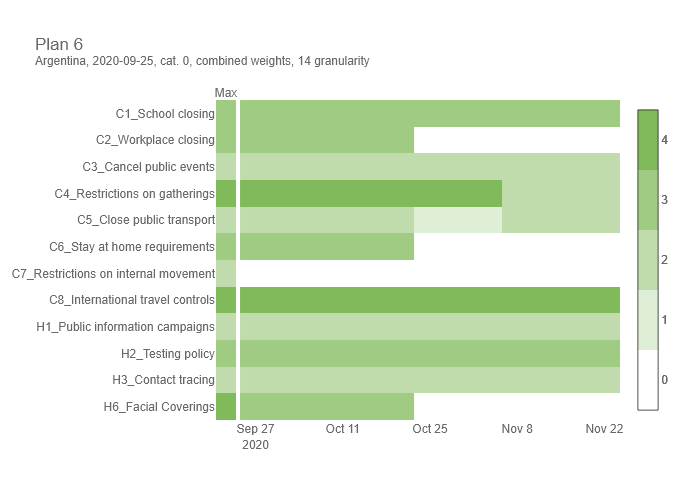 Plan 6
Argentina, 2020-09-25, cat. 0, combined weights, 14 granularity
Max
C1_School closing
C2_Workplace closing
C3_Cancel public events
C4_Restrictions on gatherings
C5_Close public transport
C6_Stay at home requirements
C7_Restrictions on internal movement
C8_International travel controls
H1_Public information campaigns
H2_Testing policy
H3_Contact tracing
H6_Facial Coverings
Sep 27
2020
Oct 11
Oct 25
Nov 8
Nov 22
4
3
2
1
0